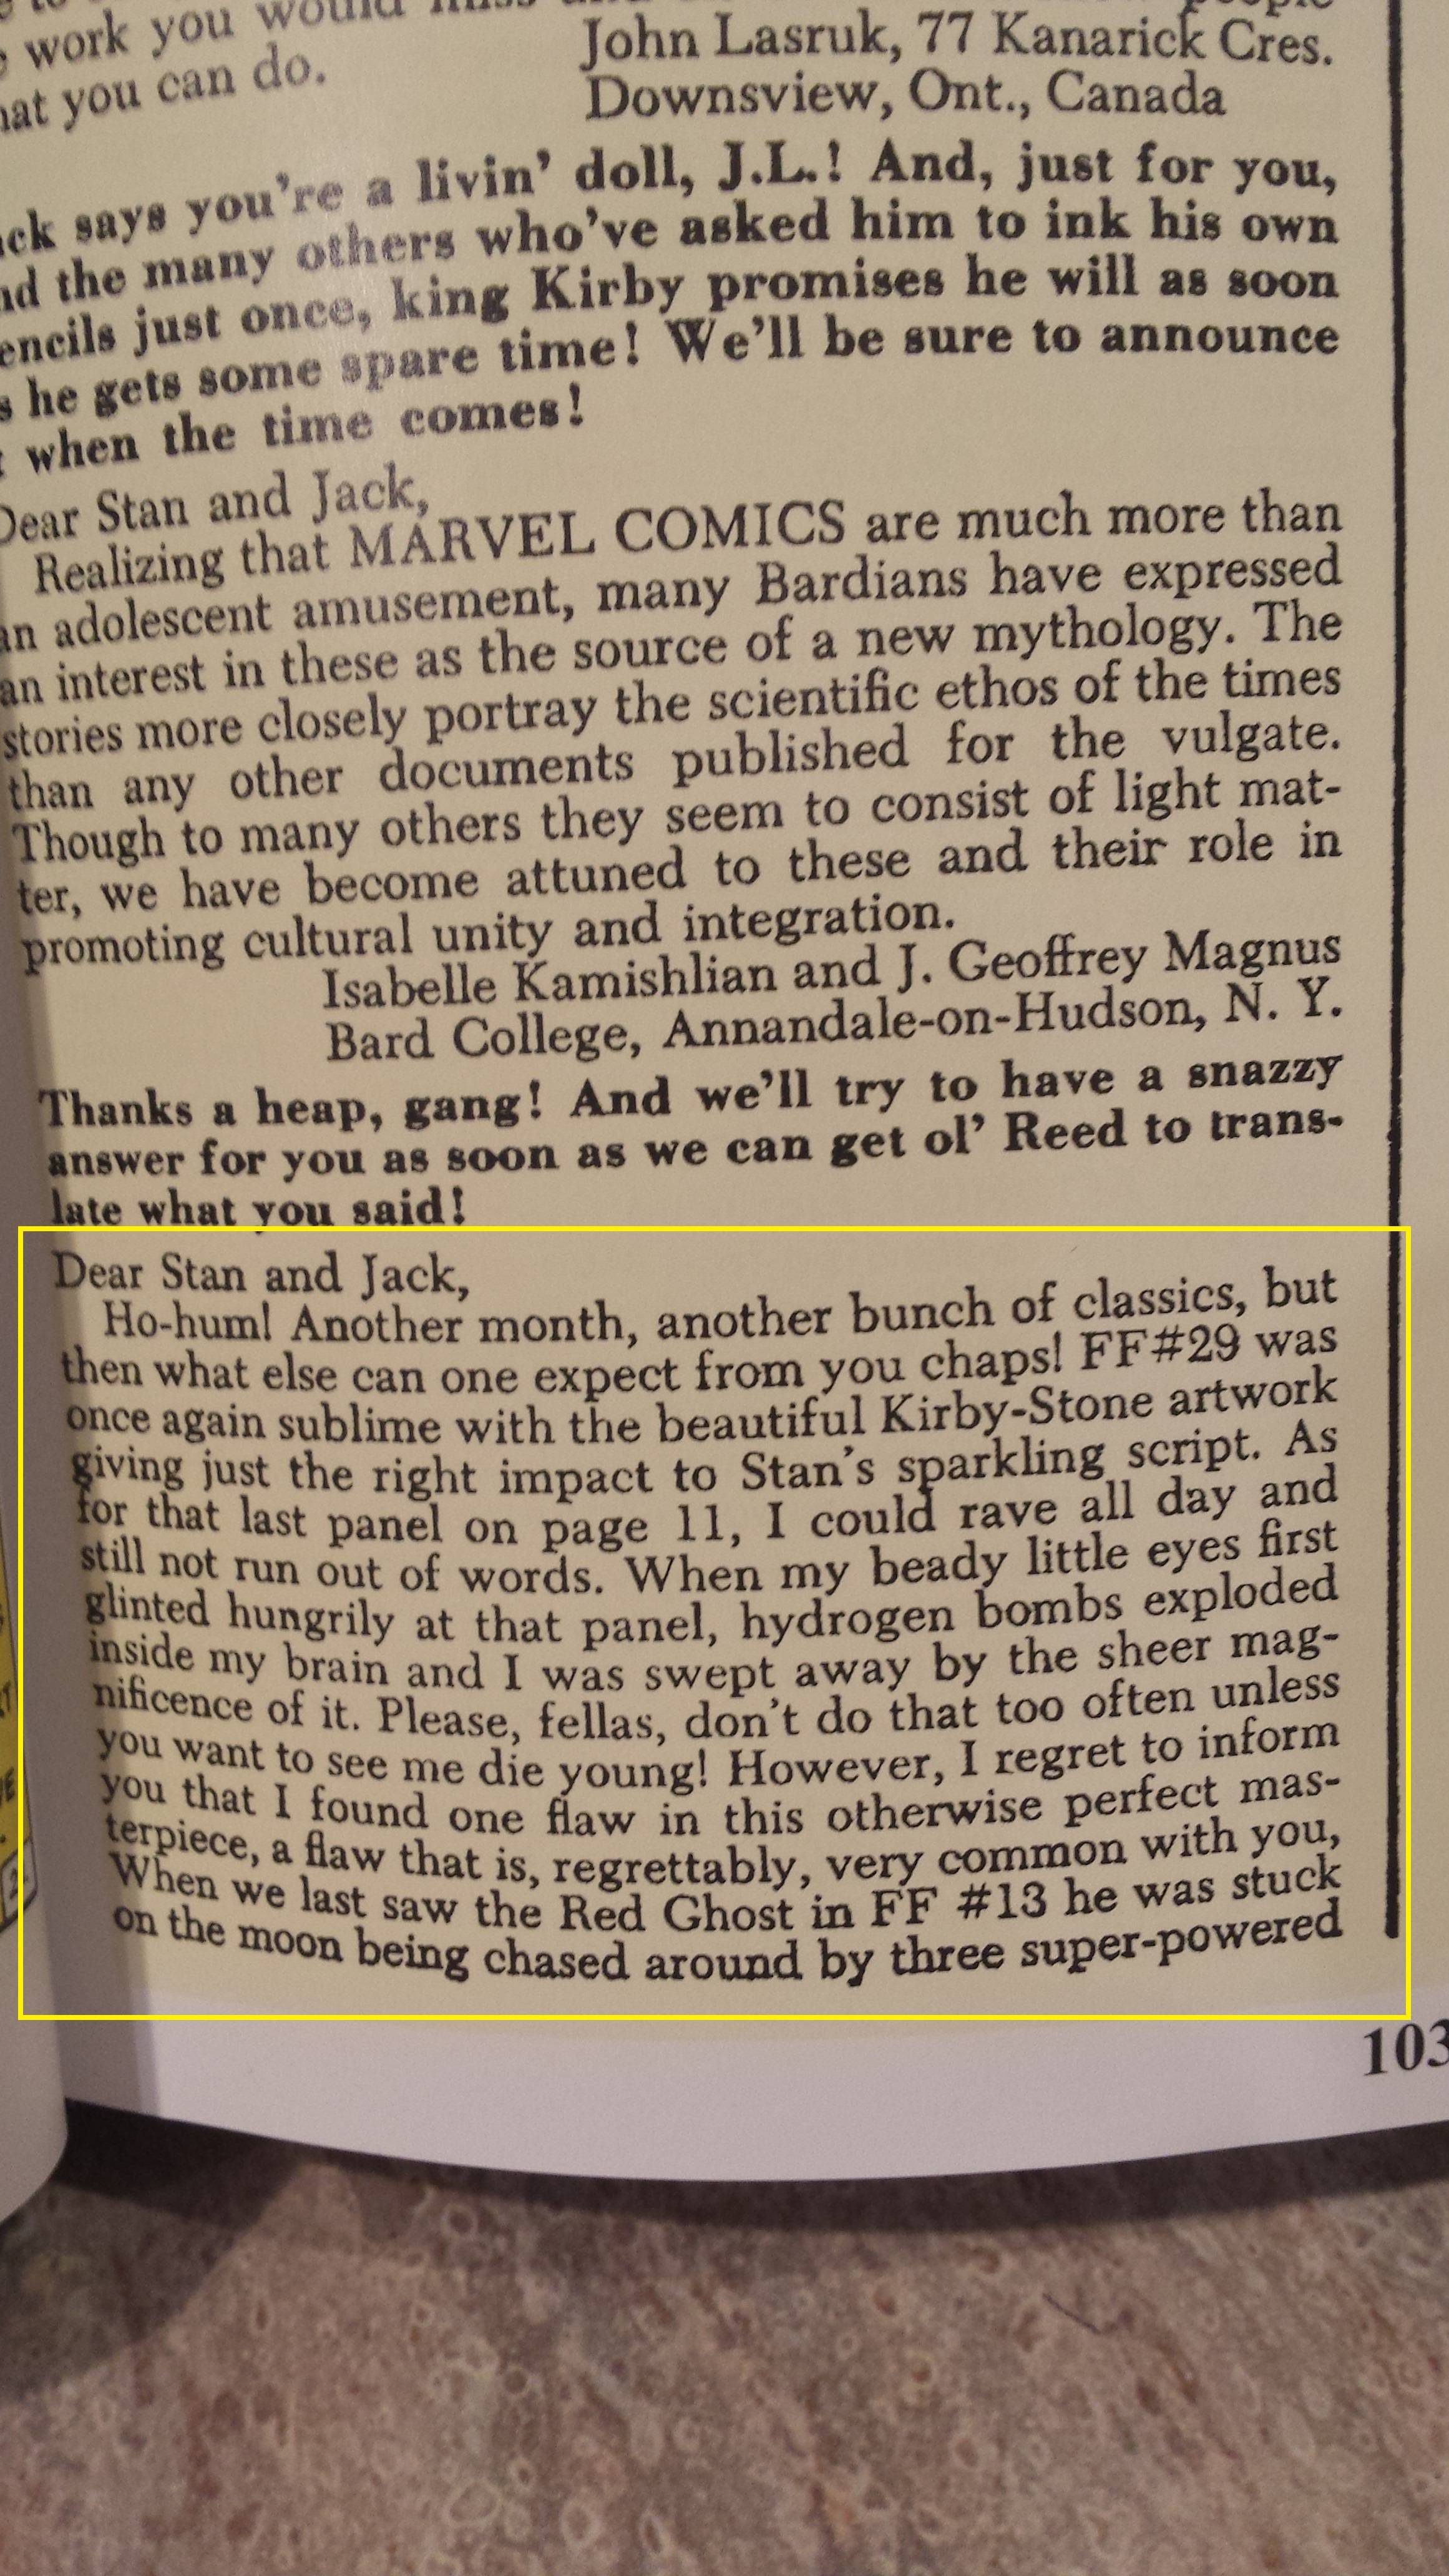 work you would people
hat you can do.
John Lasruk, 77 Kanarick Cres.
Downsview, Ont., Canada
ack says you're a livin' doll, J.L.! And, just for you,
nd the many others who've asked him to ink his own
encils just once, king Kirby promises he will as soon
s he gets some spare time! We'll be sure to announce
t when the time comes!
Dear Stan and Jack,
Realizing that MARVEL COMICS are much more than
an adolescent amusement, many Bardians have expressed
an interest in these as the source of a new mythology. The
stories more closely portray the scientific ethos of the times
than any other documents published for the vulgate.
Though to many others they seem to consist of light mat-
ter, we have become attuned to these and their role in
promoting cultural unity and integration.
Isabelle Kamishlian and J. Geoffrey Magnus
Bard College, Annandale-on-Hudson, N. Y.
Thanks a heap, gang! And we'll try to have a snazzy
answer for you as soon as we can get ol' Reed to trans-
late what you said!
Dear Stan and Jack,
Ho-hum! Another month, another bunch of classics, but
then what else can one expect from you chaps! FF#29 was
once again sublime with the beautiful Kirby-Stone artwork
giving just the right impact to Stan's sparkling script. As
for that last panel on page 11, I could rave all day and
still not run out of words. When my beady little eyes first
glinted hungrily at that panel, hydrogen bombs exploded
inside my brain and I was swept away by the sheer mag-
nificence of it. Please, fellas, don't do that too often unless
you want to see me die young! However, I regret to inform
you that I found one flaw in this otherwise perfect mas-
terpiece, a flaw that is, regrettably, very common with you,
When we last saw the Red Ghost in FF #13 he was stuck
on the moon being chased around by three super-powered
103